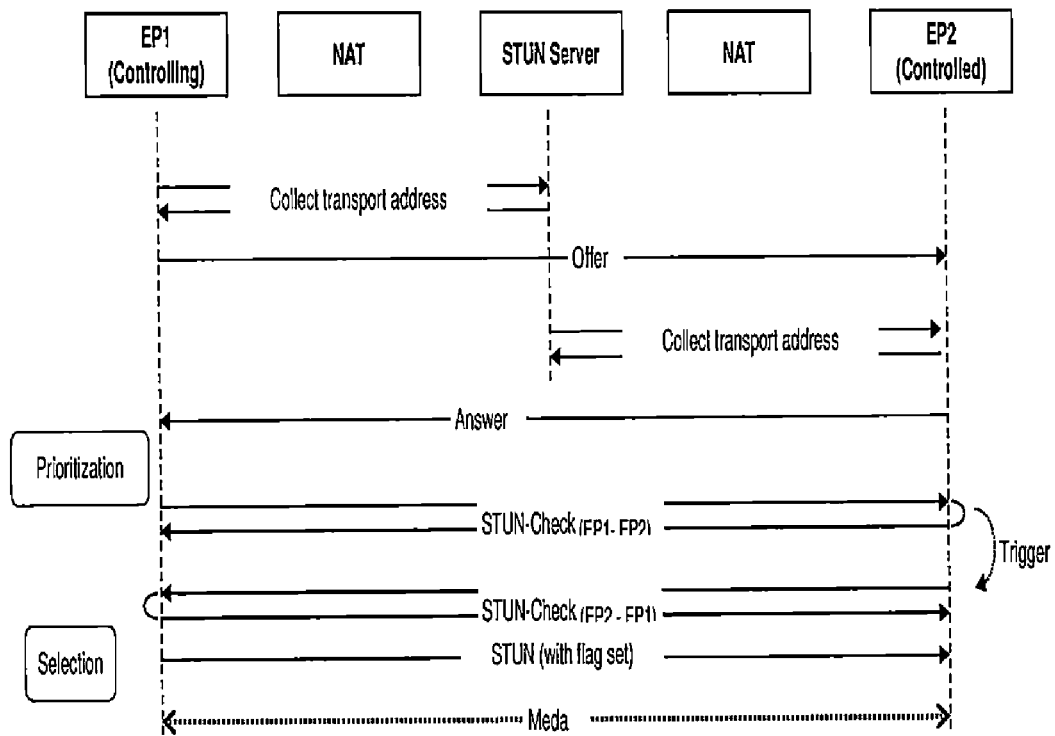 EP1
(Controlling)
NAT
STUN Server
NAT
EP2
(Controlled)
Collect transport address
Offer
Collect transport address
Answer
Prioritization
STUN-Check (EP1- EP2)
Trigger
STUN-Check (EP2 - EP1)
Selection
STUN (with flag set)
Meda